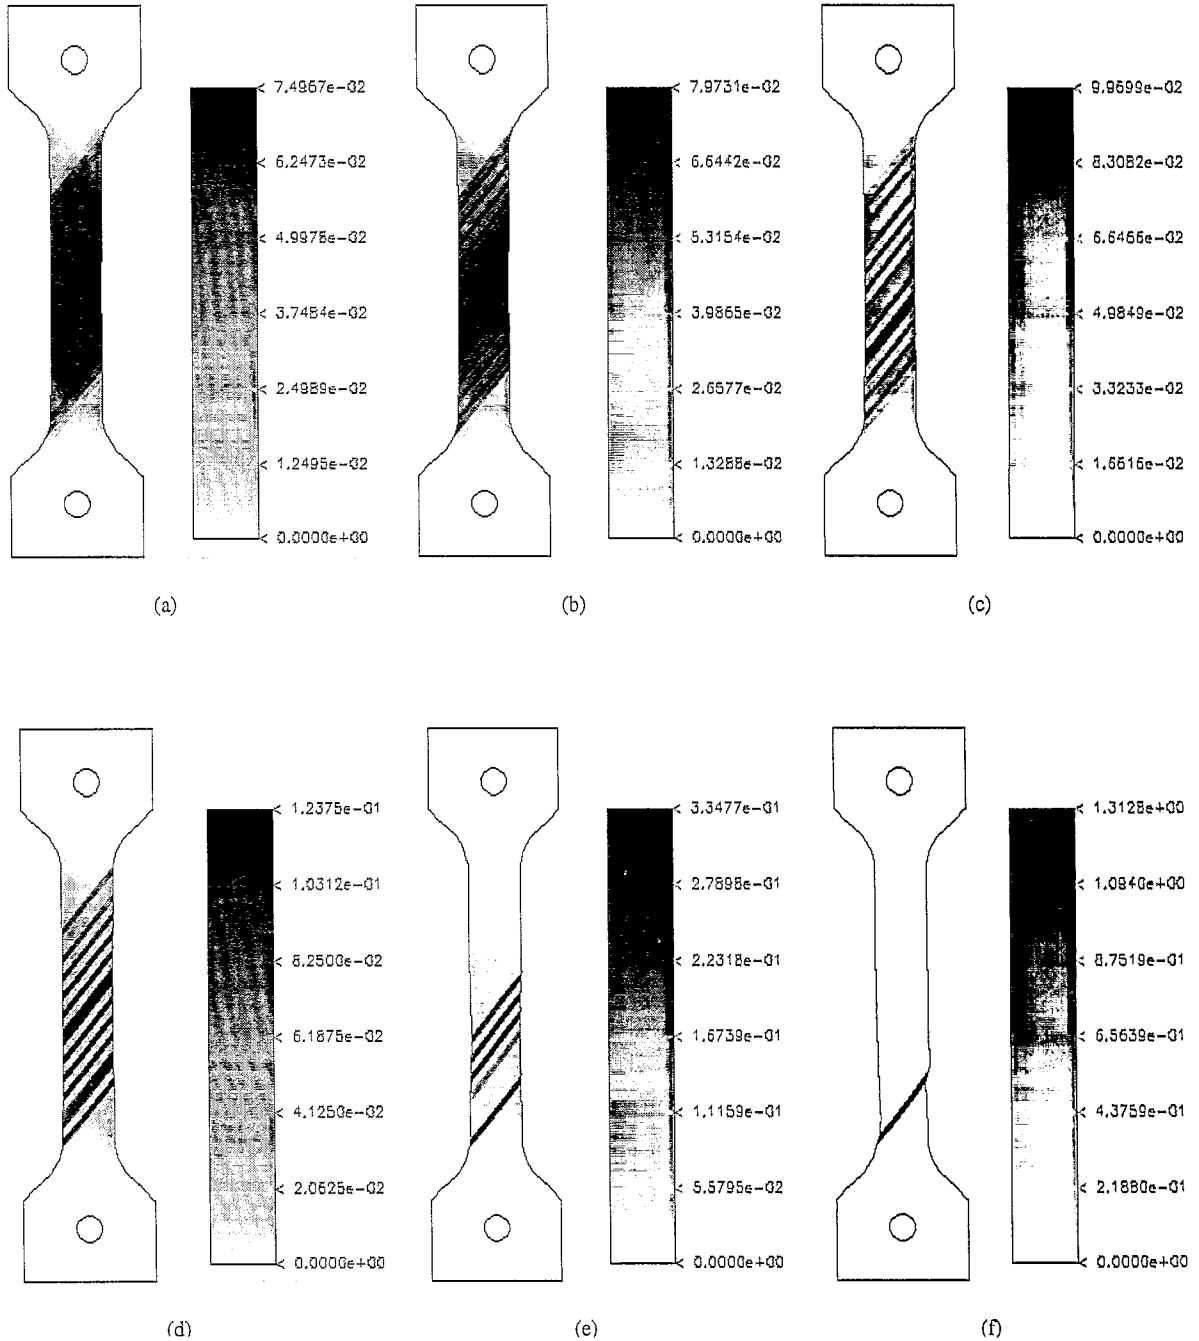 7.4967e-02
6.2473e-02
4.9978e-02
3.7484e-02
2.4989e-02
1.2495e-02
0.0000e+00
(a)
7.9731e-02
6.6442e-02
5.3154e-02
3.9865e-02
2.6577e-02
1.3288e-02
0.0000e+00
(b)
9.9699e-02
8.3082e-02
6.6466e-02
4.9849e-02
3.3233e-02
1.6616e-02
0.0000e+00
(c)
1.2375e-01
1.0312e-01
8.2500e-02
6.1875e-02
4.1250e-02
2.0625e-02
0.0000e+00
(d)
3.3477e-01
2.7898e-01
2.2318e-01
1.6739e-01
1.1159e-01
5.5795e-02
0.0000e+00
(e)
1.3128e+00
1.0940e+00
8.7519e-01
6.5639e-01
4.3759e-01
2.1880e-01
0.0000e+00
(f)